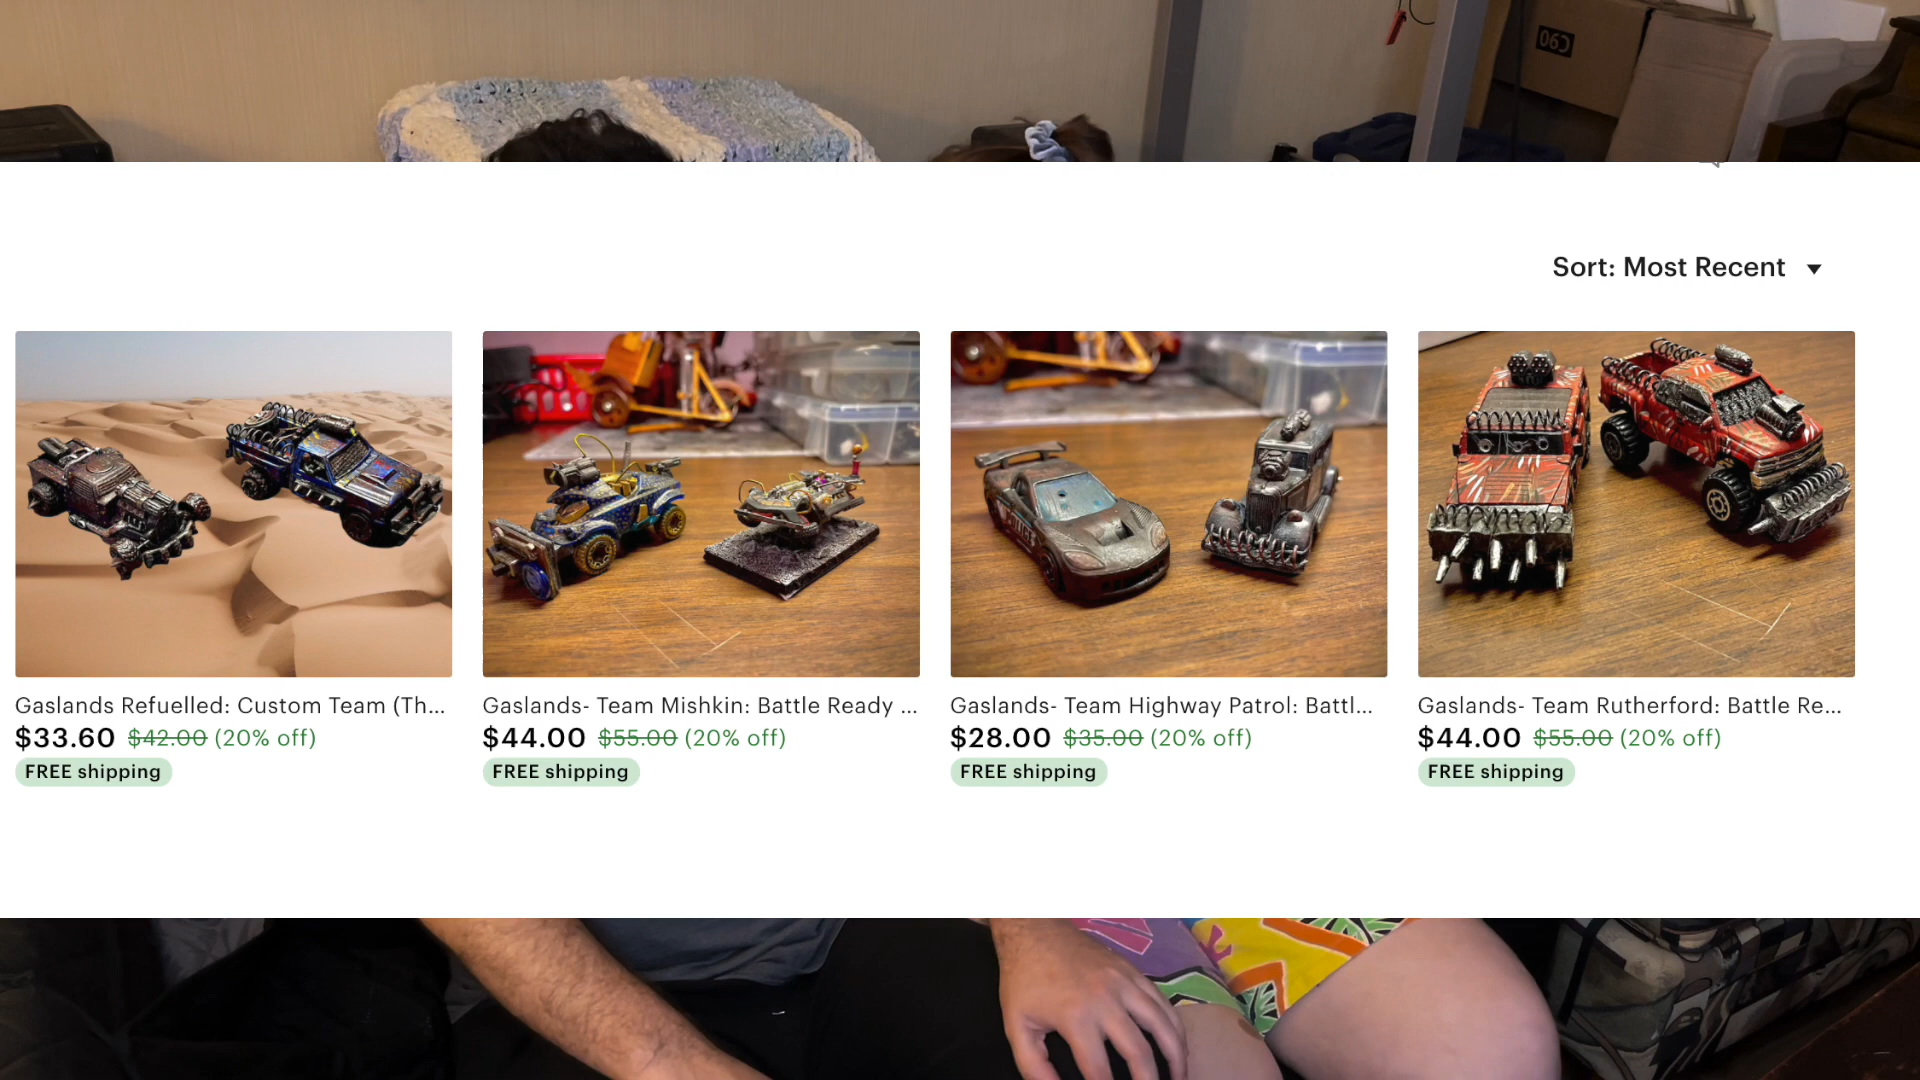 C90
Sort: Most Recent
Gaslands Refuelled: Custom Team (Th...
$33.60 $42.00 (20% off)
FREE shipping
Gaslands- Team Mishkin: Battle Ready ...
$44.00 $55.00 (20% off)
FREE shipping
Gaslands- Team Highway Patrol: Battl...
$28.00 $35.00 (20% off)
FREE shipping
Gaslands- Team Rutherford: Battle Re...
$44.00 $55.00 (20% off)
FREE shipping